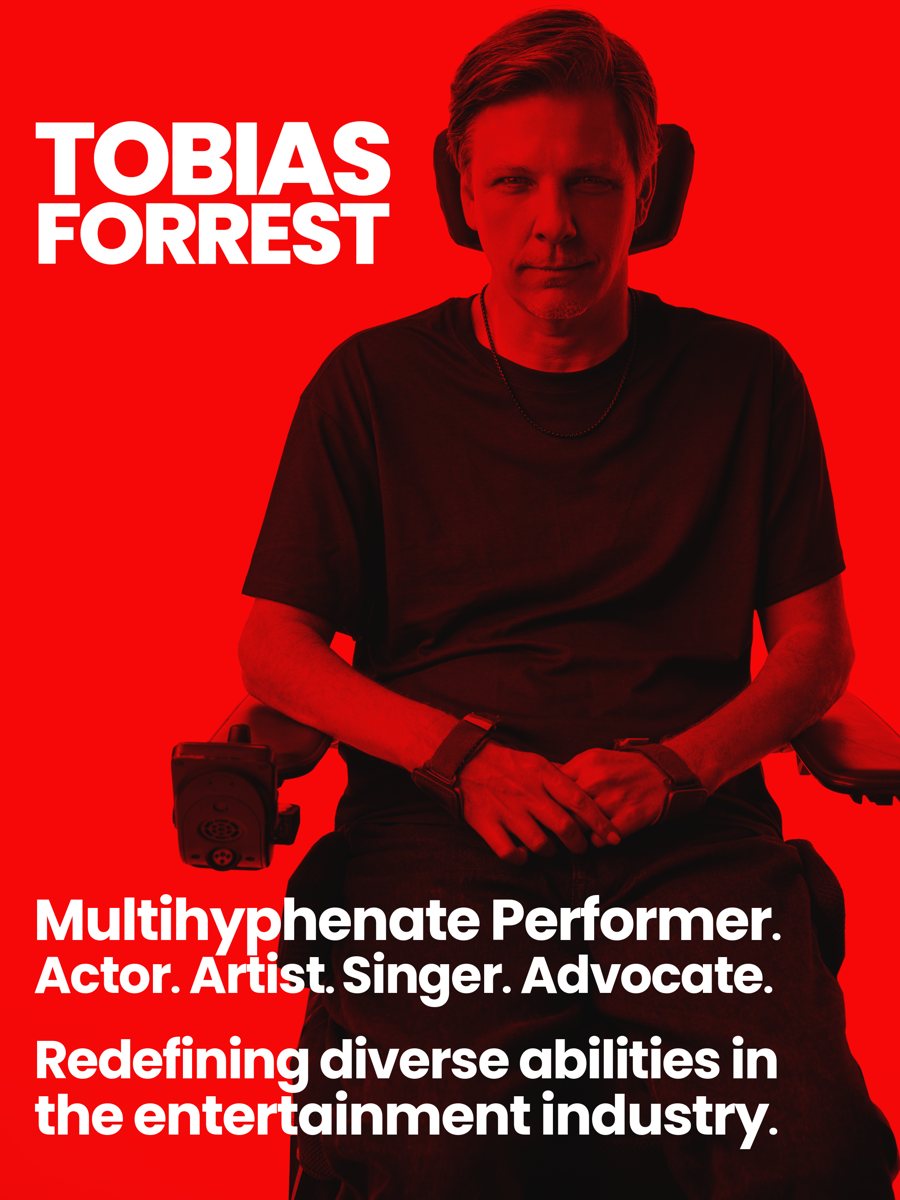 TOBIAS
FORREST
Multihyphenate Performer.
Actor. Artist. Singer. Advocate.
Redefining diverse abilities in
the entertainment industry.